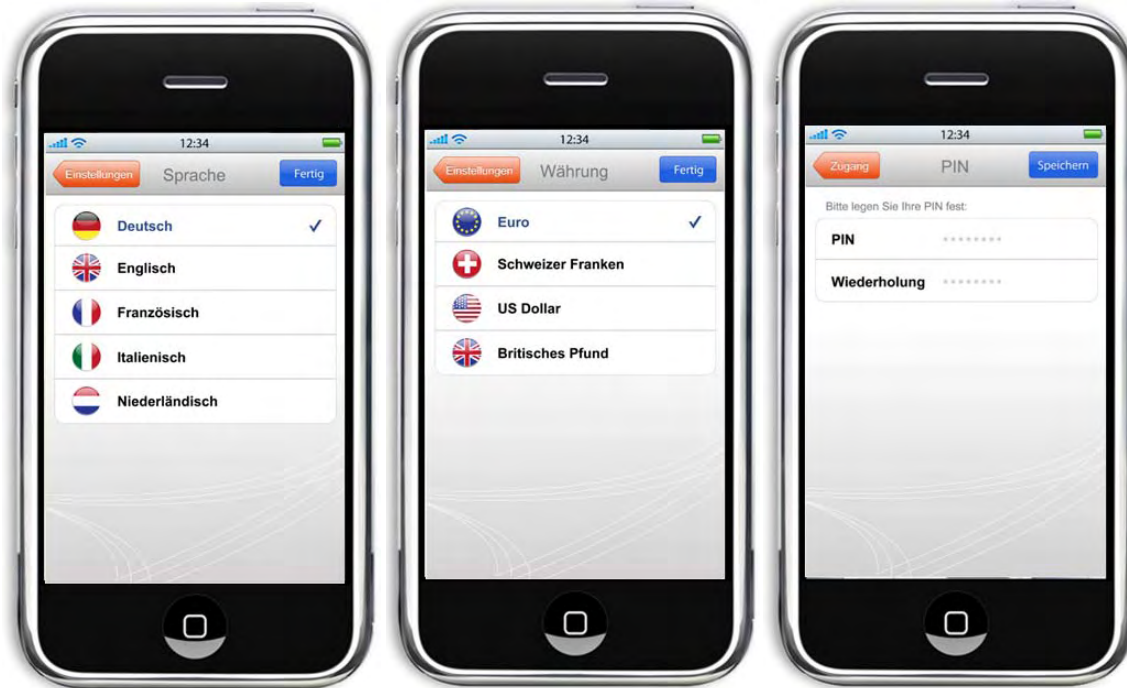 12:34
Einstellungen Sprache Fertig
Deutsch
Englisch
Französisch
Italienisch
Niederländisch
12:34
Einstellungen Währung Fertig
Euro
Schweizer Franken
US Dollar
Britisches Pfund
12:34
Zugang PIN Speichern
Bitte legen Sie Ihre PIN fest:
PIN ********
Wiederholung ********